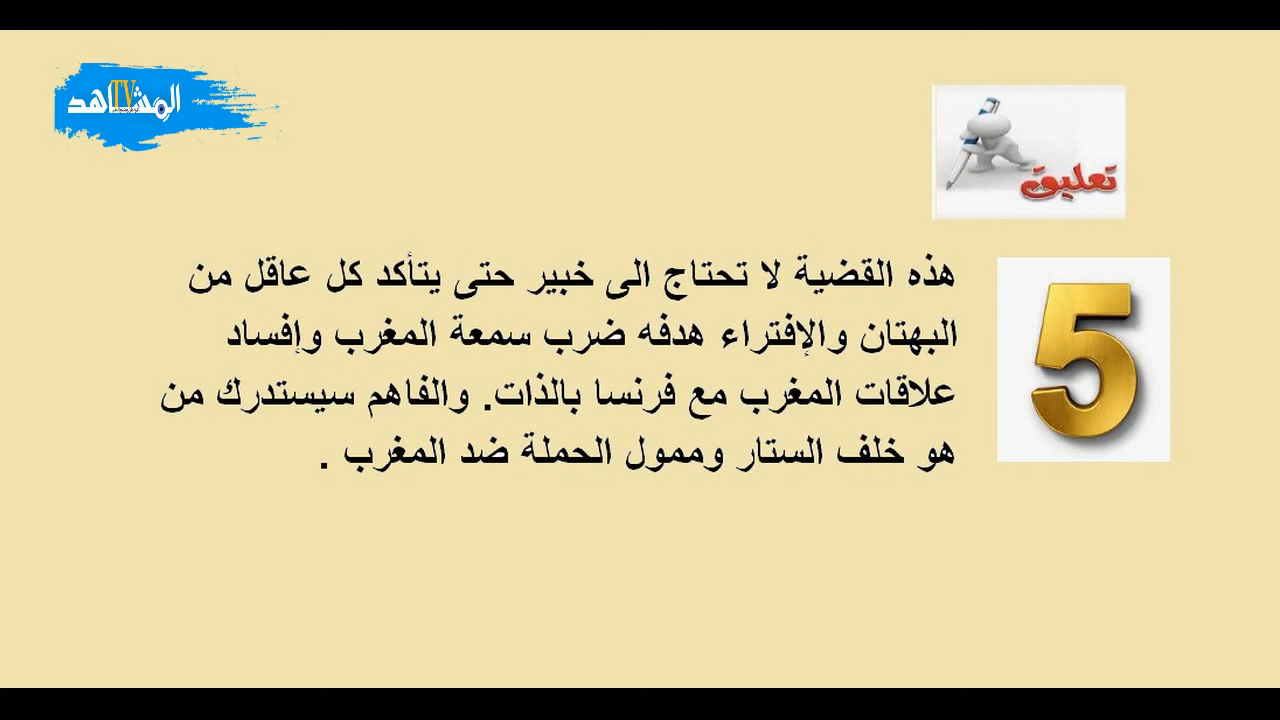 المشاهد
TV
تعليق
5
هذه القضية لا تحتاج الى خبير حتى يتأكد كل عاقل من
البهتان والإفتراء هدفه ضرب سمعة المغرب وإفساد
علاقات المغرب مع فرنسا بالذات. والفاهم سيستدرك من
هو خلف الستار وممول الحملة ضد المغرب .